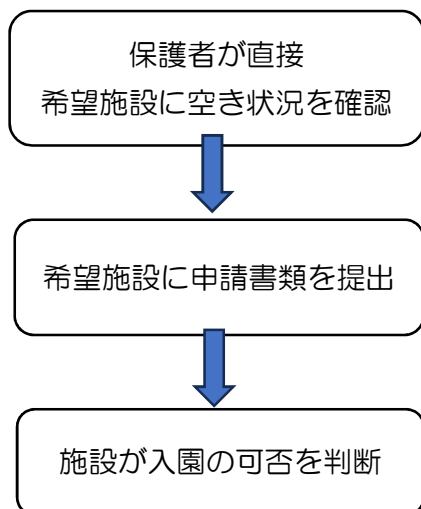 保護者が直接
希望施設に空き状況を確認
希望施設に申請書類を提出
施設が入園の可否を判断